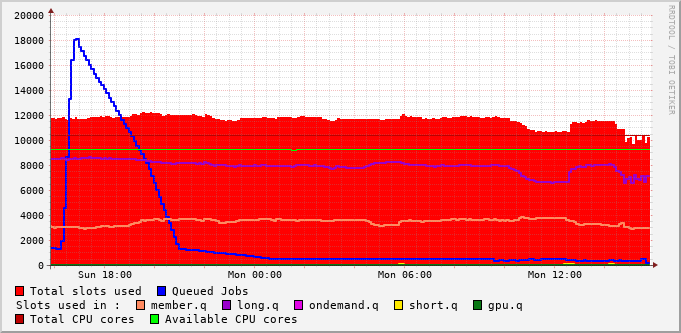 20000
18000
16000
14000
12000
10000
8000
6000
4000
2000
0
Sun 18:00 Mon 00:00 Mon 06:00 Mon 12:00
RRDTOOL / TOBI OETIKER
Total slots used Queued Jobs
Slots used in : member.q long.q ondemand.q short.q gpu.q
Total CPU cores Available CPU cores